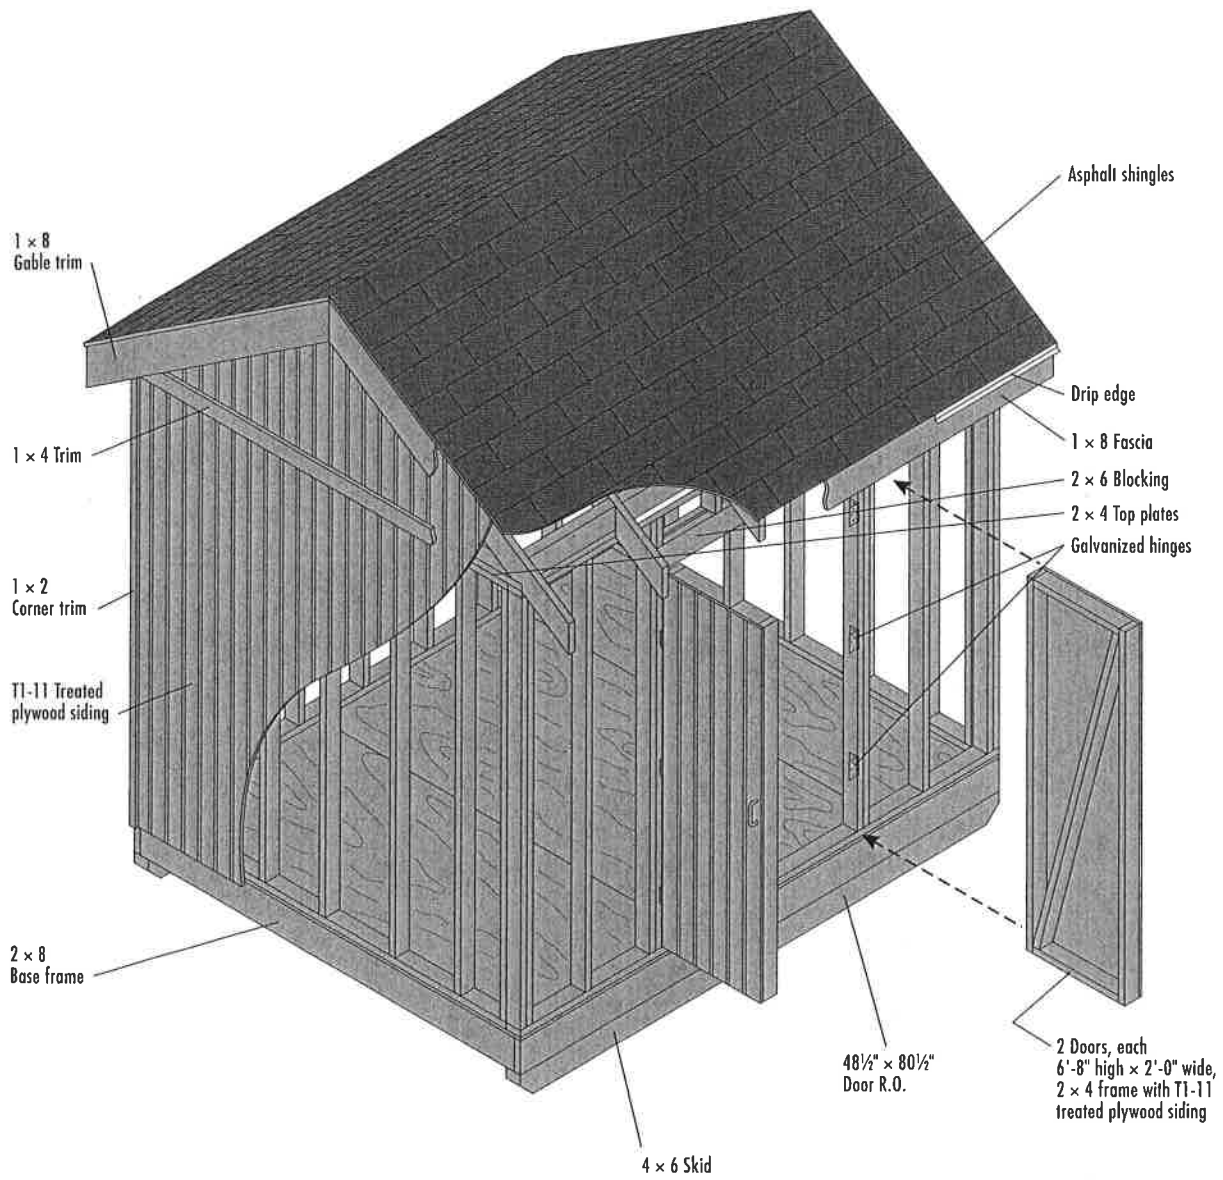 Asphalt shingles
1 × 8
Gable trim
Drip edge
1 × 4 Trim
1 × 8 Fascia
2 × 6 Blocking
2 × 4 Top plates
Galvanized hinges
1 × 2
Corner trim
T1-11 Treated
plywood siding
2 × 8
Base frame
48½" × 80½"
Door R.O.
2 Doors, each
6'-8" high × 2'-0" wide,
2 × 4 frame with T1-11
treated plywood siding
4 × 6 Skid